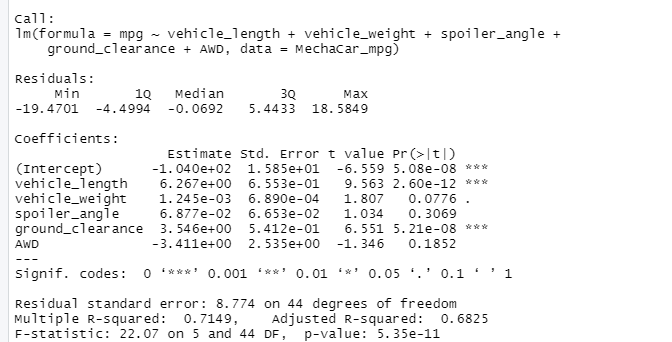 Call:
lm(formula = mpg ~ vehicle_length + vehicle_weight + spoiler_angle +
    ground_clearance + AWD, data = MechaCar_mpg)

Residuals:
     Min       1Q   Median       3Q      Max
-19.4701  -4.4994  -0.0692   5.4433  18.5849

Coefficients:
                   Estimate Std. Error t value Pr(>|t|)
(Intercept)      -1.040e+02  1.585e+01  -6.559 5.08e-08 ***
vehicle_length    6.267e+00  6.553e-01   9.563 2.60e-12 ***
vehicle_weight    1.245e-03  6.890e-04   1.807   0.0776 .
spoiler_angle     6.877e-02  6.653e-02   1.034   0.3069
ground_clearance  3.546e+00  5.412e-01   6.551 5.21e-08 ***
AWD              -3.411e+00  2.535e+00  -1.346   0.1852
---
Signif. codes:  0 ‘***’ 0.001 ‘**’ 0.01 ‘*’ 0.05 ‘.’ 0.1 ‘ ’ 1

Residual standard error: 8.774 on 44 degrees of freedom
Multiple R-squared:  0.7149,	Adjusted R-squared:  0.6825
F-statistic: 22.07 on 5 and 44 DF,  p-value: 5.35e-11